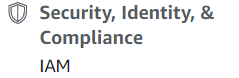 Security, Identity, &
Compliance
IAM